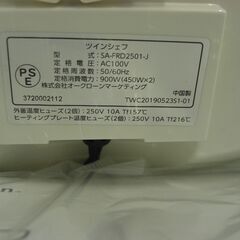 ツインシェフ
PS
E
型式：SA-FRD2501-J
定格電圧：AC100V
定格周波数：50/60Hz
定格消費電力：900W(450W×2)
株式会社オークローンマーケティング
中国製
3720002112
TWC20190523S1-01
外釜温度ヒューズ(2個)：250V 10A Tf157℃
ヒーティングプレート温度ヒューズ(2個)：250V 10A Tf216℃